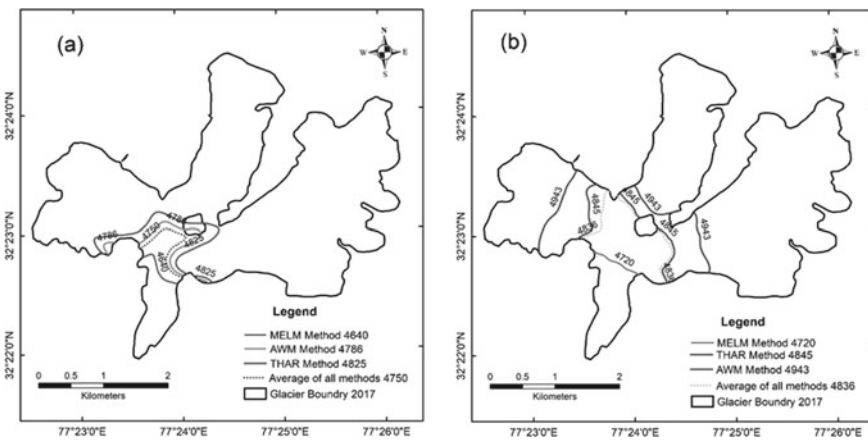 (a)
N
W E
S
32°24'0"N
32°23'0"N
32°22'0"N
4786
4750
4786
4825
4640
4825
Legend
MELM Method 4640
AWM Method 4786
THAR Method 4825
Average of all methods 4750
Glacier Boundry 2017
0 0.5 1 2
Kilometers
77°23'0"E 77°24'0"E 77°25'0"E 77°26'0"E
(b)
N
W E
S
32°24'0"N
32°23'0"N
32°22'0"N
4943
4845
4836
4845
4943
4845
4943
4720
4836
Legend
MELM Method 4720
THAR Method 4845
AWM Method 4943
Average of all methods 4836
Glacier Boundry 2017
0 0.5 1 2
Kilometers
77°23'0"E 77°24'0"E 77°25'0"E 77°26'0"E